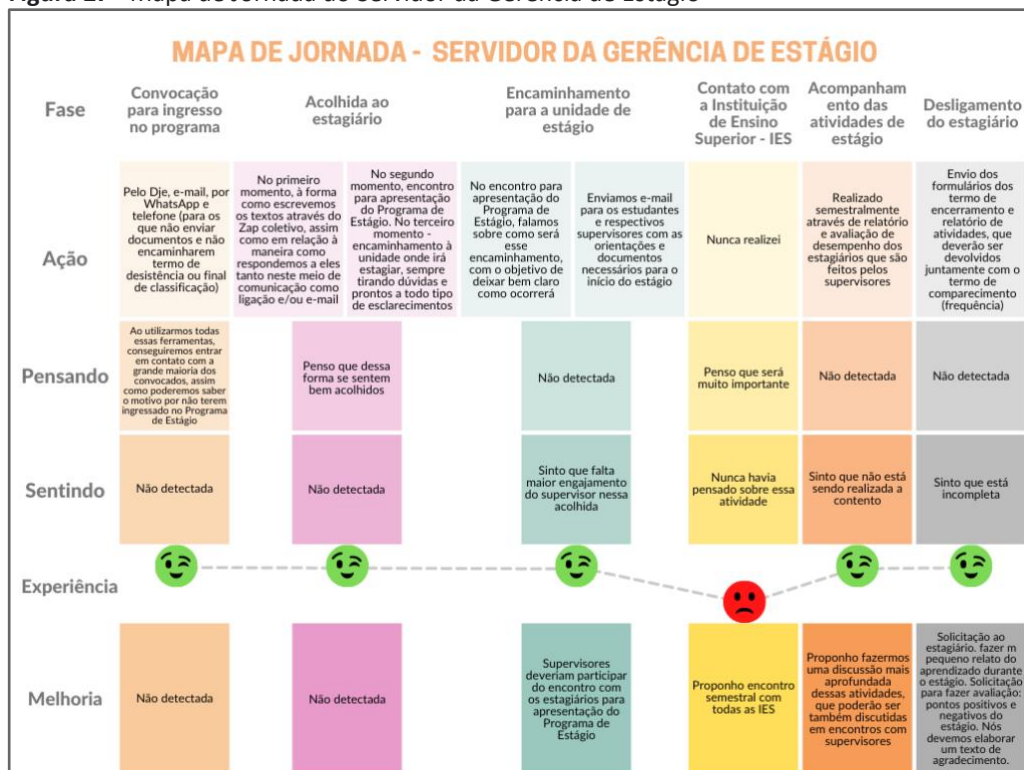 MAPA DE JORNADA - SERVIDOR DA GERÊNCIA DE ESTÁGIO
Fase
Convocação
para ingresso
no programa
Acolhida ao
estagiário
Encaminhamento
para a unidade de
estágio
Contato com
a Instituição
de Ensino
Superior - IES
Acompanham
ento das
atividades de
estágio
Desligamento
do estagiário
Ação
Pelo Dje, e-mail, por
WhatsApp e
telefone (para os
que não enviar
documentos e não
encaminharem
termo de
desistência ou final
de classificação)
No primeiro
momento, à forma
como escrevemos
os textos através do
Zap coletivo, assim
como em relação à
maneira como
respondemos a eles
tanto neste meio de
comunicação como
ligação e/ou e-mail
No segundo
momento, encontro
para apresentação
do Programa de
Estágio. No terceiro
momento -
encaminhamento à
unidade onde irá
estagiar, sempre
tirando dúvidas e
prontos a todo tipo
de esclarecimentos
No encontro para
apresentação do
Programa de
Estágio, falamos
sobre como será
esse
encaminhamento,
com o objetivo de
deixar bem claro
como ocorrerá
Enviamos e-mail
para os estudantes
e respectivos
supervisores com as
orientações e
documentos
necessários para o
início do estágio
Nunca realizei
Realizado
semestralmente
através de relatório
e avaliação de
desempenho dos
estagiários que são
feitos pelos
supervisores
Envio dos
formulários dos
termo de
encerramento e
relatório de
atividades, que
deverão ser
devolvidos
juntamente com o
termo de
comparecimento
(frequência)
Pensando
Ao utilizarmos todas
essas ferramentas,
conseguiremos entrar
em contato com a
grande maioria dos
convocados, assim
como poderemos saber
o motivo por não terem
ingressado no Programa
de Estágio
Penso que dessa
forma se sentem
bem acolhidos
Não detectada
Penso que será
muito importante
Não detectada
Não detectada
Sentindo
Não detectada
Não detectada
Sinto que falta
maior engajamento
do supervisor nessa
acolhida
Nunca havia
pensado sobre essa
atividade
Sinto que não está
sendo realizada a
contento
Sinto que está
incompleta
Experiência
Melhoria
Não detectada
Não detectada
Supervisores
deveriam participar
do encontro com
os estagiários para
apresentação do
Programa de
Estágio
Proponho encontro
semestral com
todas as IES
Proponho fazermos
uma discussão mais
aprofundada
dessas atividades,
que poderão ser
também discutidas
em encontros com
supervisores
Solicitação ao
estagiário. fazer m
pequeno relato do
aprendizado durante
o estágio. Solicitação
para fazer avaliação:
pontos positivos e
negativos do
estágio. Nós
devemos elaborar
um texto de
agradecimento.